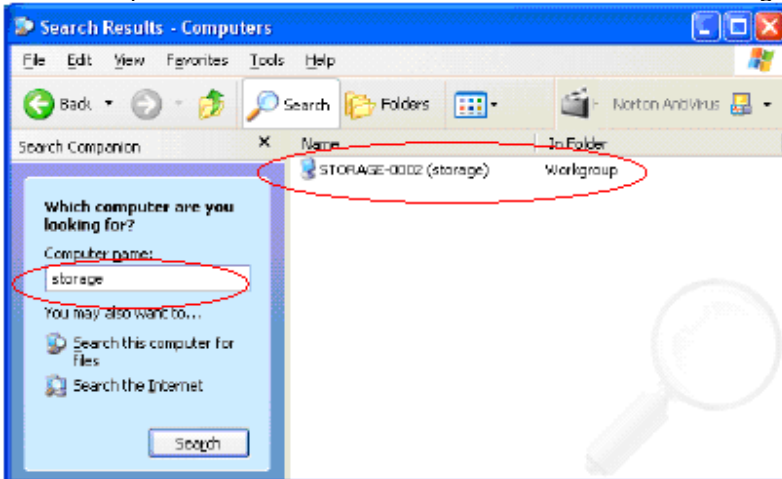 Search Results - Computers
File Edit View Favorites Tools Help
Back Search Folders Norton AntiVirus
Search Companion
Name In Folder
STORAGE-0002 (storage) Workgroup
Which computer are you
looking for?
Computer name:
storage
You may also want to...
Search this computer for
files
Search the Internet
Search